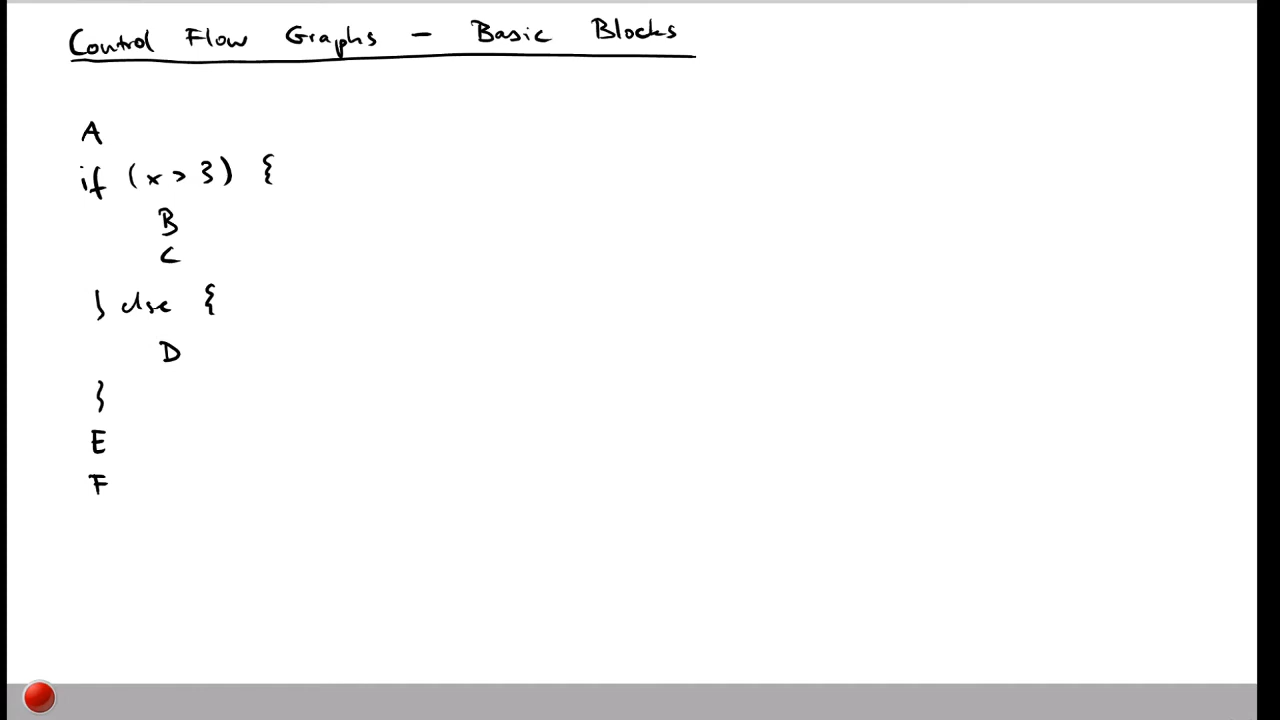 Control Flow Graphs - Basic Blocks
A
if (x > 3) {
B
C
} else {
D
}
E
F